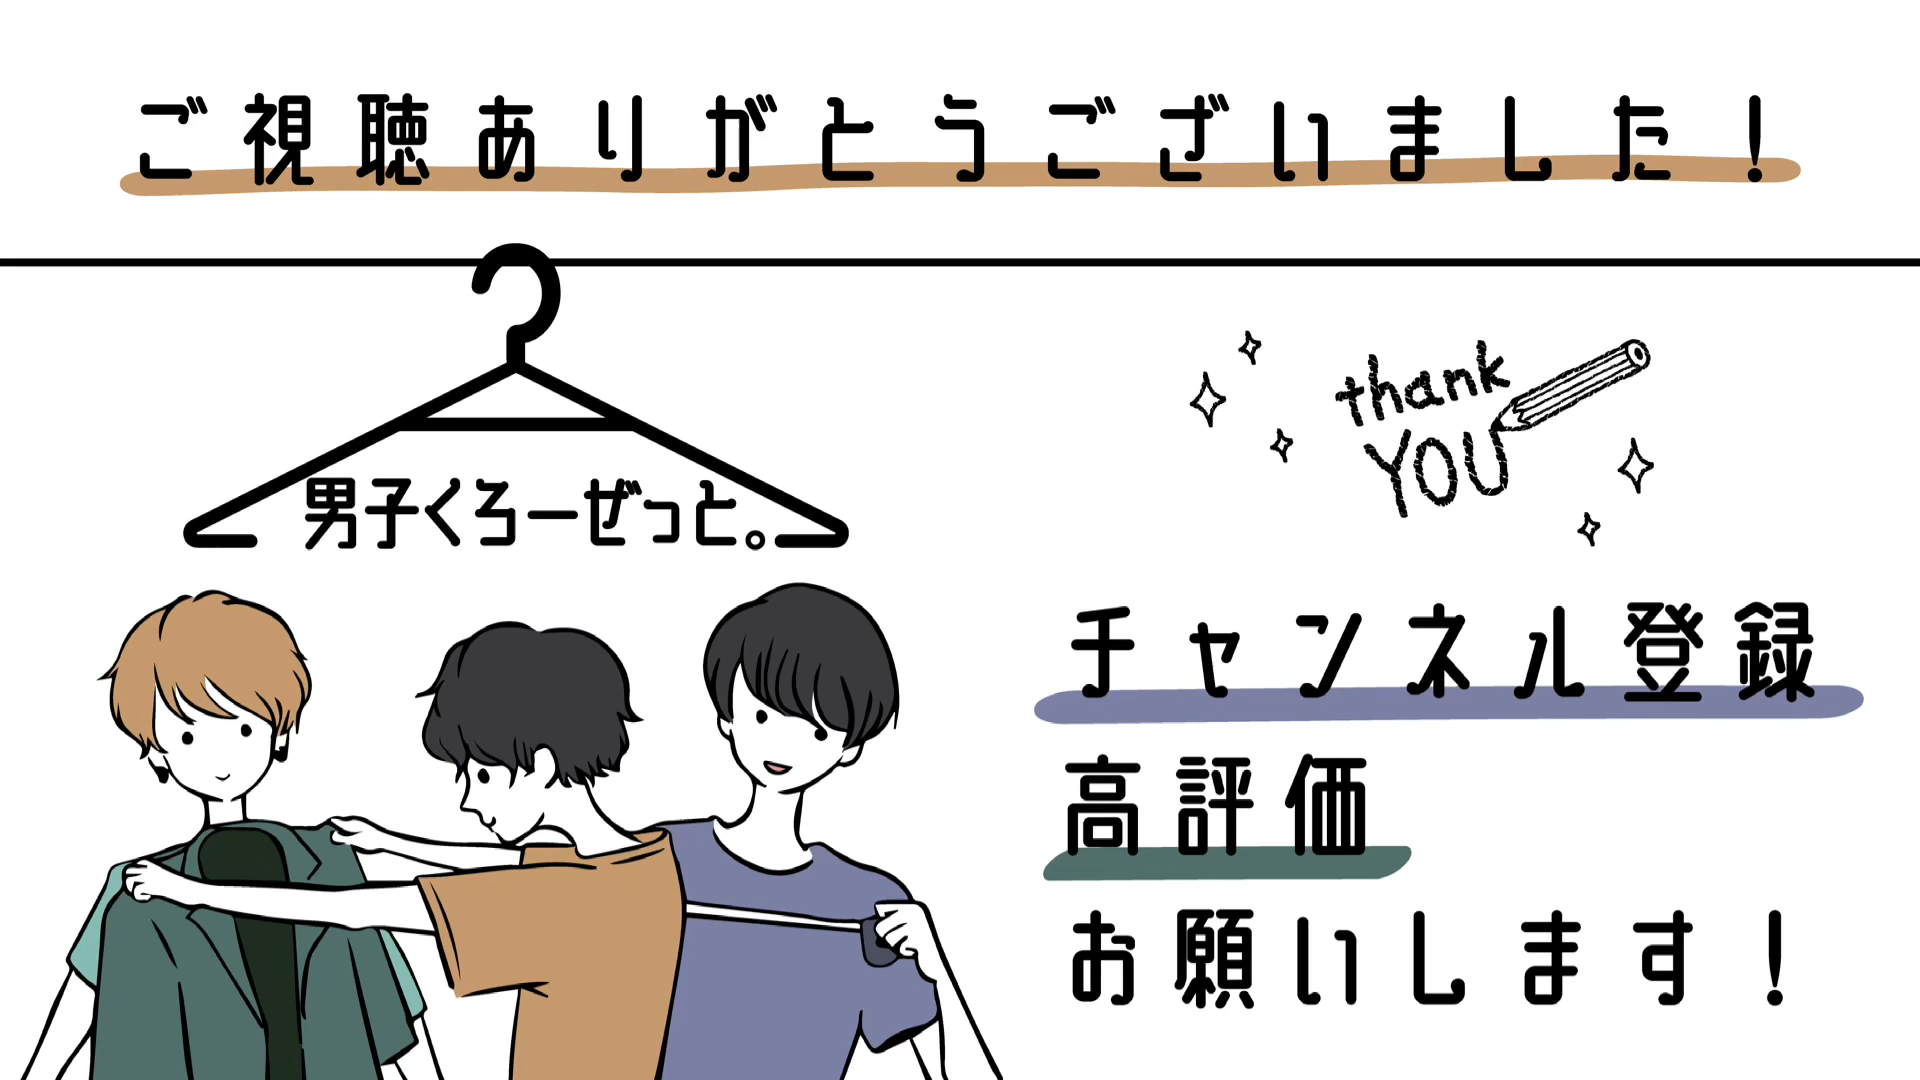 ご視聴ありがとうございました！
男子くろーぜっと。
thank
YOU
チャンネル登録
高評価
お願いします！